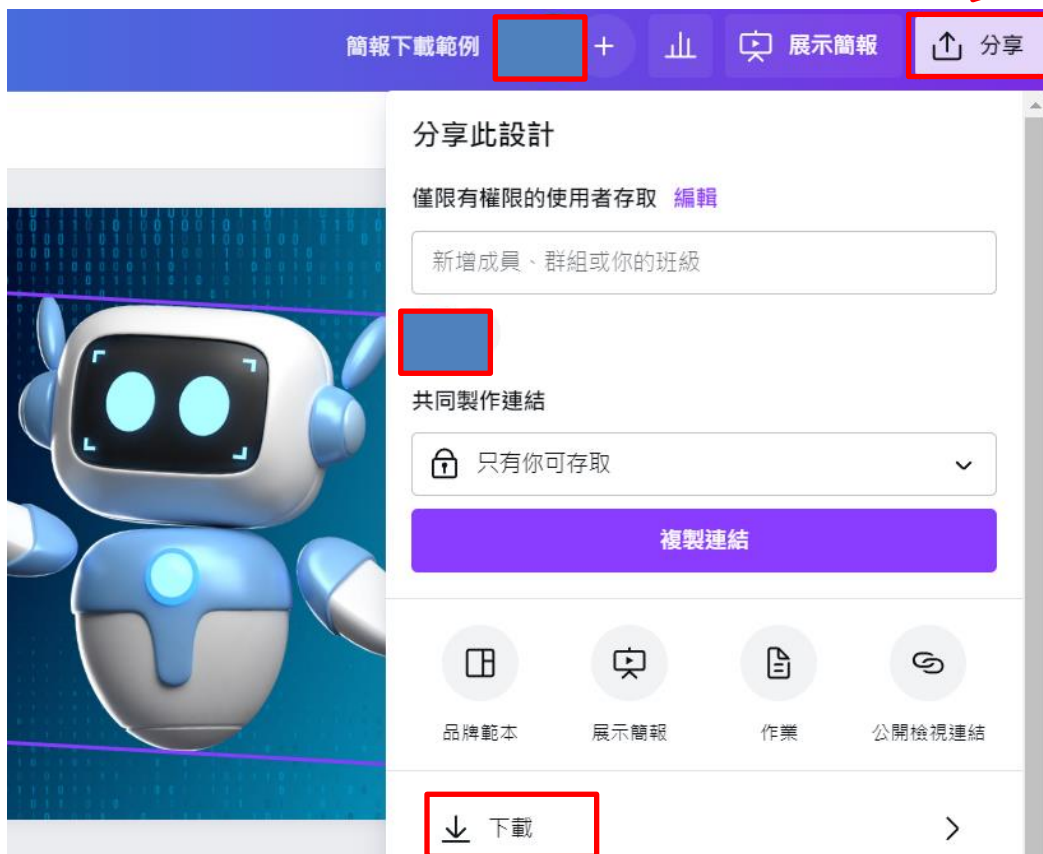 簡報下載範例 + 展示簡報 分享
分享此設計
僅限有權限的使用者存取 編輯
新增成員、群組或你的班級
共同製作連結
只有你可存取
複製連結
品牌範本 展示簡報 作業 公開檢視連結
下載